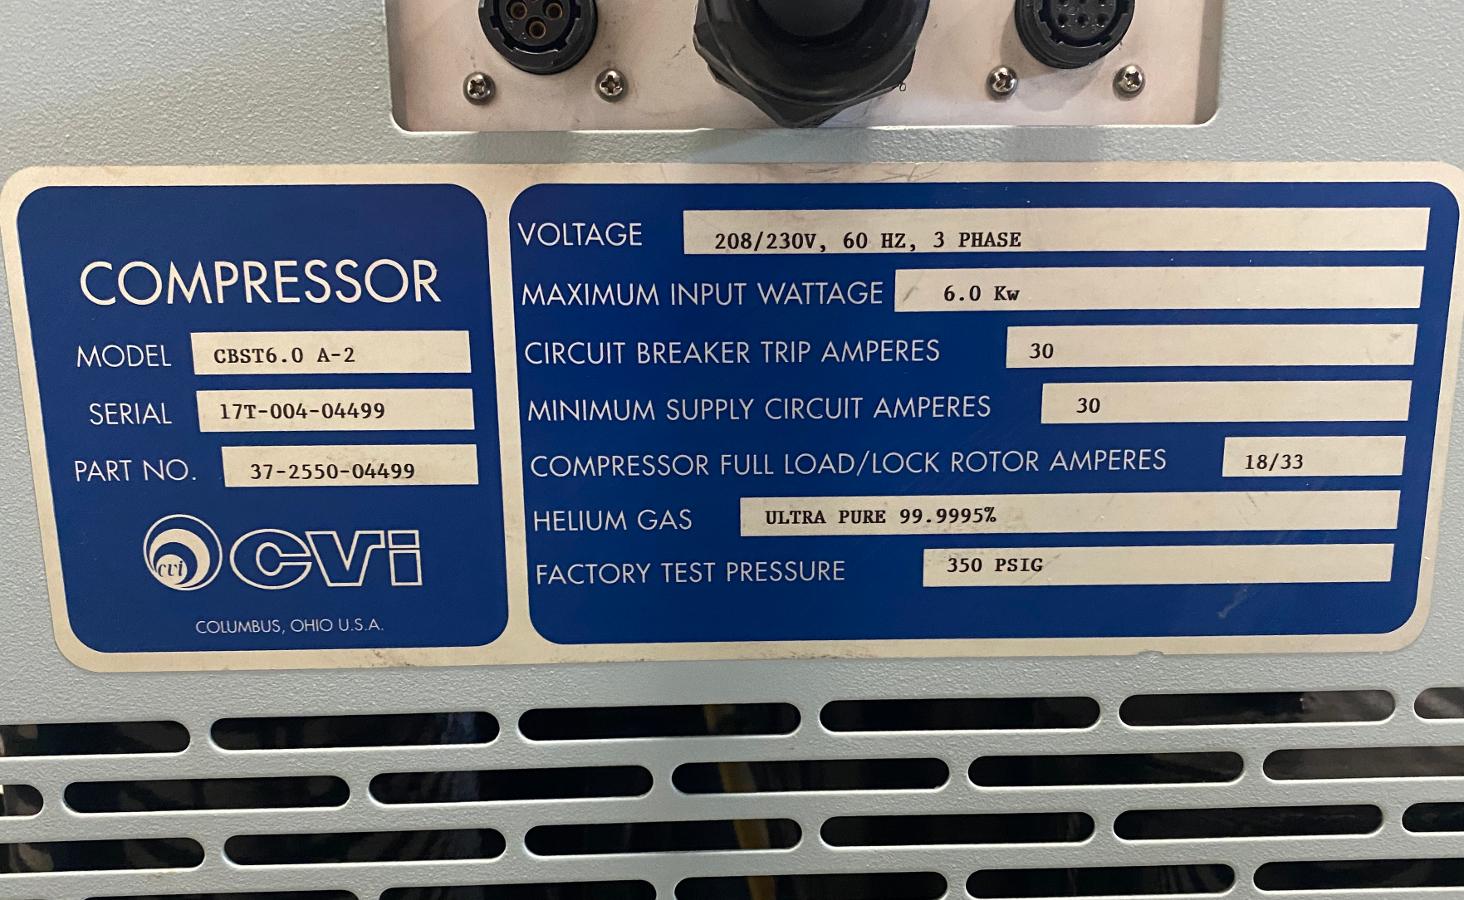 COMPRESSOR
MODEL CBST6.0 A-2
SERIAL 17T-004-04499
PART NO. 37-2550-04499
cvi CVi
COLUMBUS, OHIO U.S.A.
VOLTAGE 208/230V, 60 HZ, 3 PHASE
MAXIMUM INPUT WATTAGE 6.0 Kw
CIRCUIT BREAKER TRIP AMPERES 30
MINIMUM SUPPLY CIRCUIT AMPERES 30
COMPRESSOR FULL LOAD/LOCK ROTOR AMPERES 18/33
HELIUM GAS ULTRA PURE 99.9995%
FACTORY TEST PRESSURE 350 PSIG